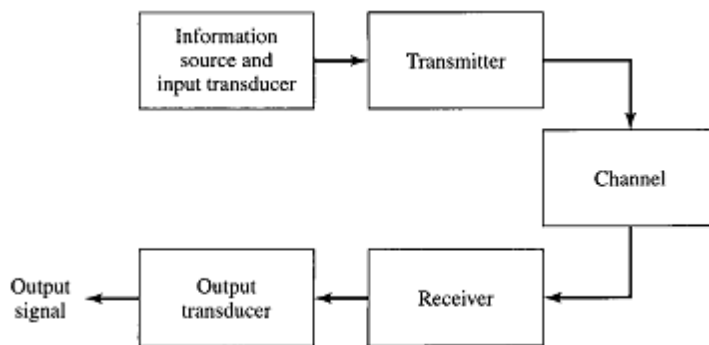 Information
source and
input transducer
Transmitter
Channel
Receiver
Output
transducer
Output
signal